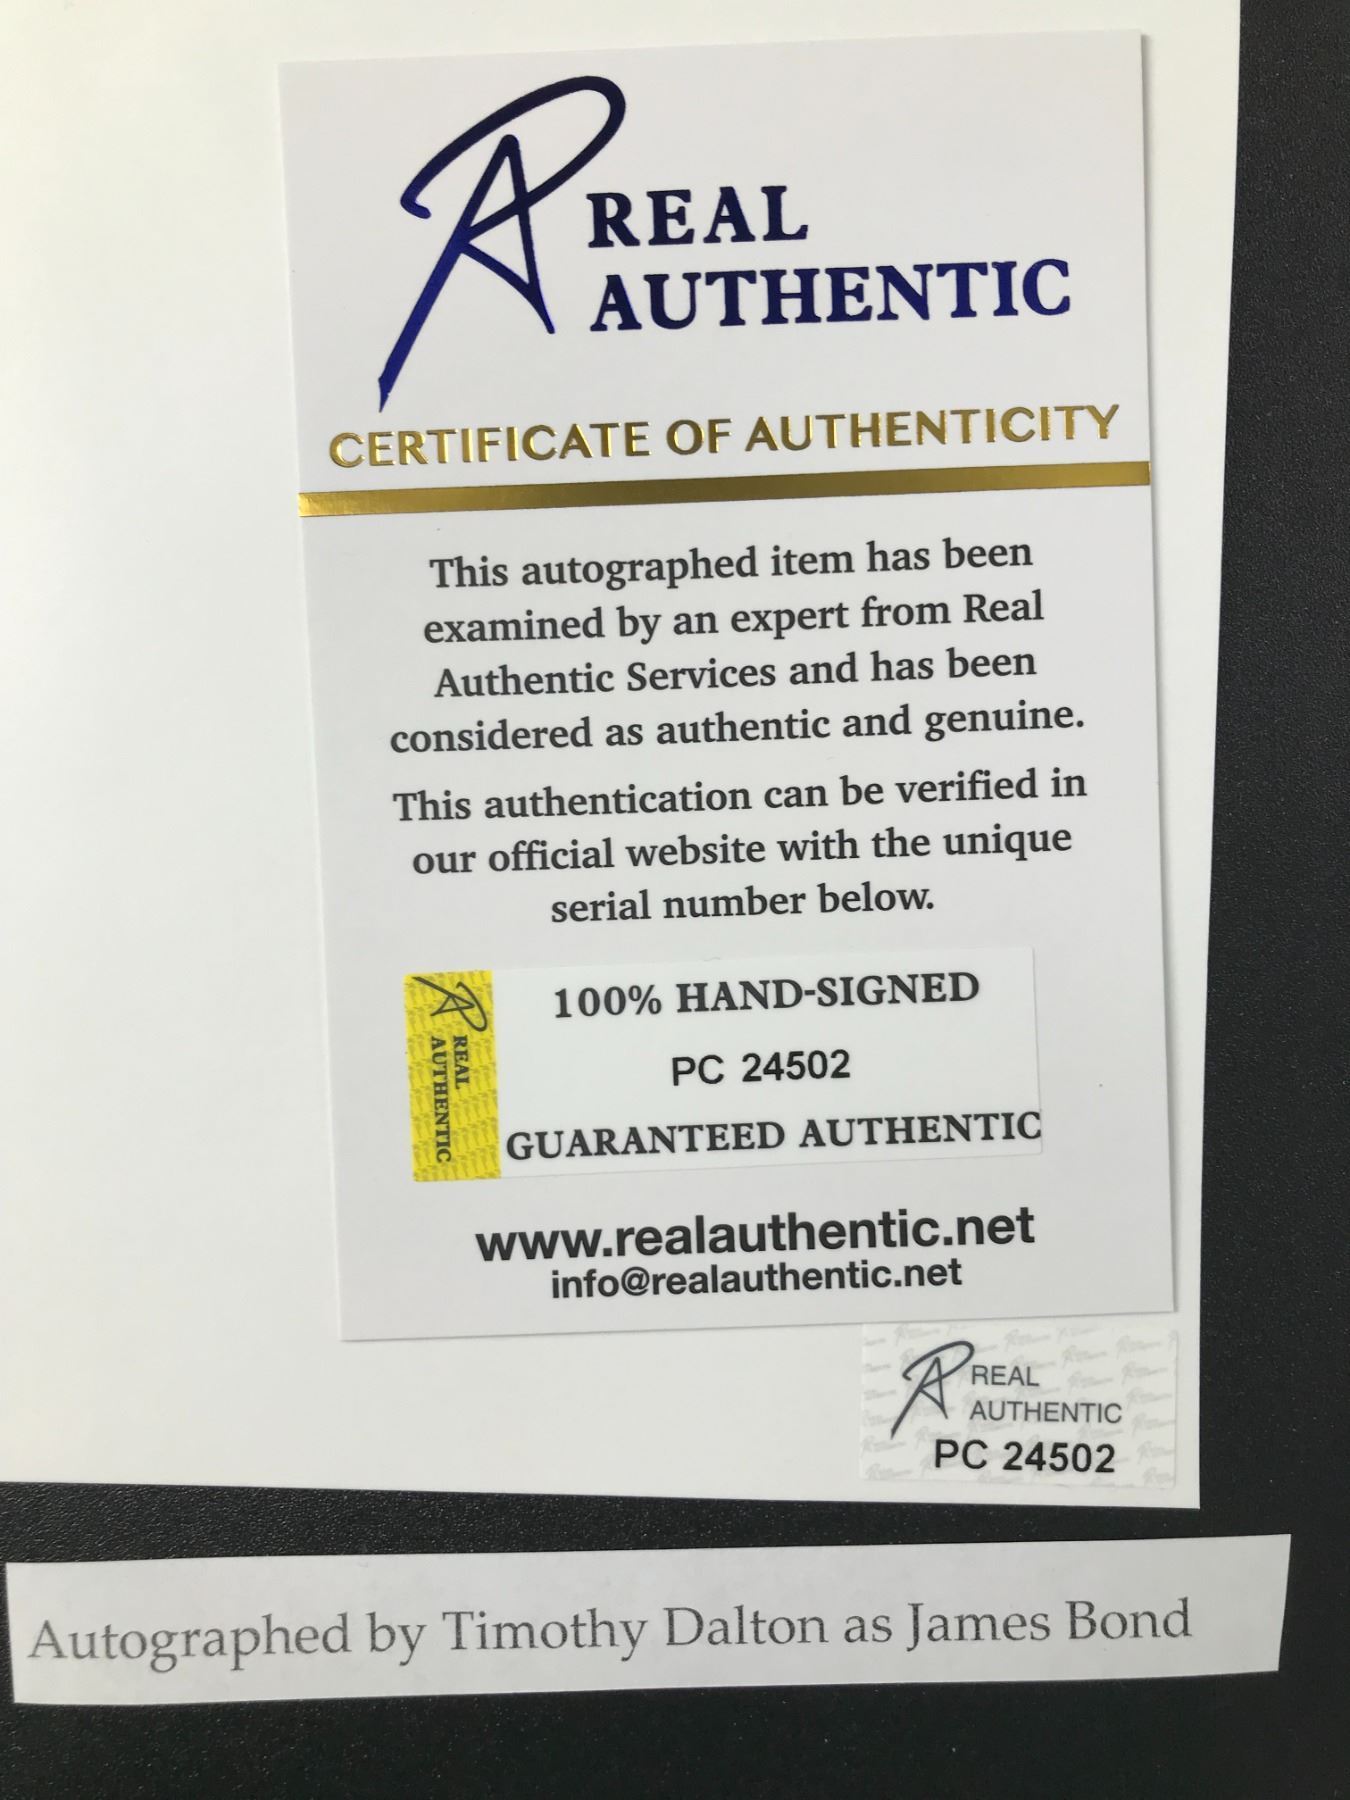 REAL
AUTHENTIC
CERTIFICATE OF AUTHENTICITY
This autographed item has been
examined by an expert from Real
Authentic Services and has been
considered as authentic and genuine.
This authentication can be verified in
our official website with the unique
serial number below.
REAL
AUTHENTIC
100% HAND-SIGNED
PC 24502
GUARANTEED AUTHENTIC
www.realauthentic.net
info@realauthentic.net
REAL
AUTHENTIC
PC 24502
Autographed by Timothy Dalton as James Bond